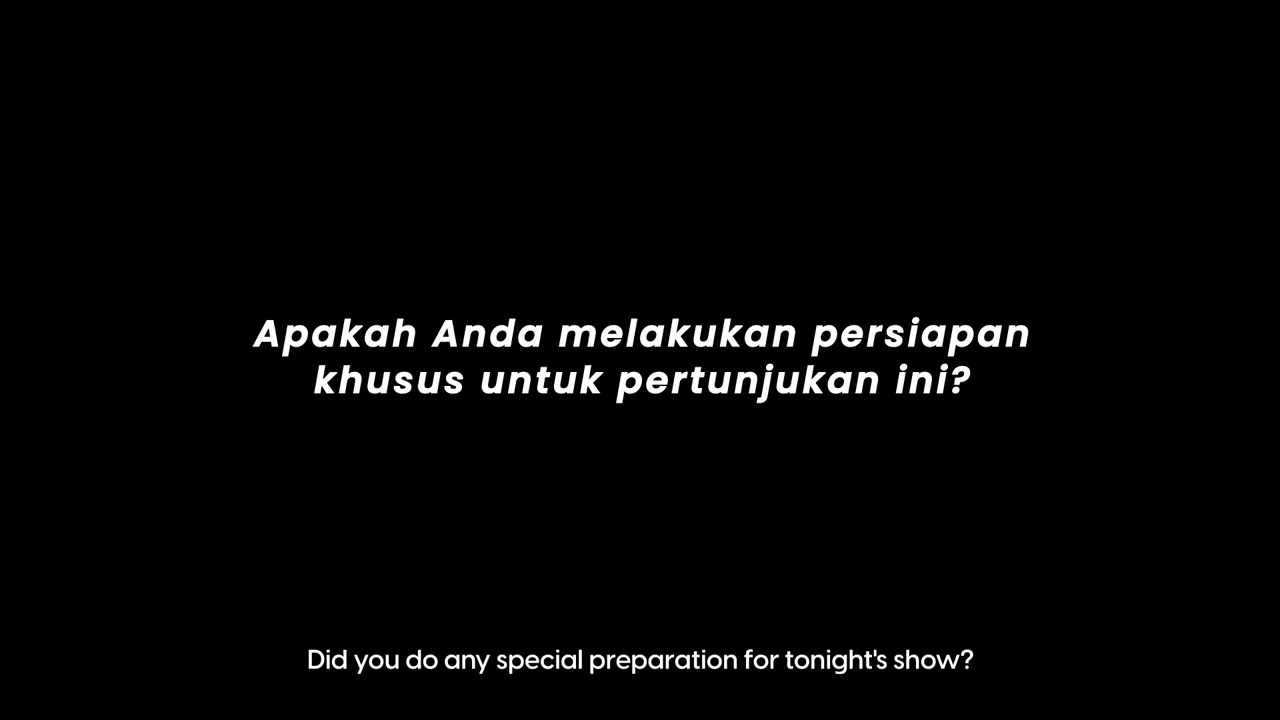 Apakah Anda melakukan persiapan
khusus untuk pertunjukan ini?
Did you do any special preparation for tonight's show?